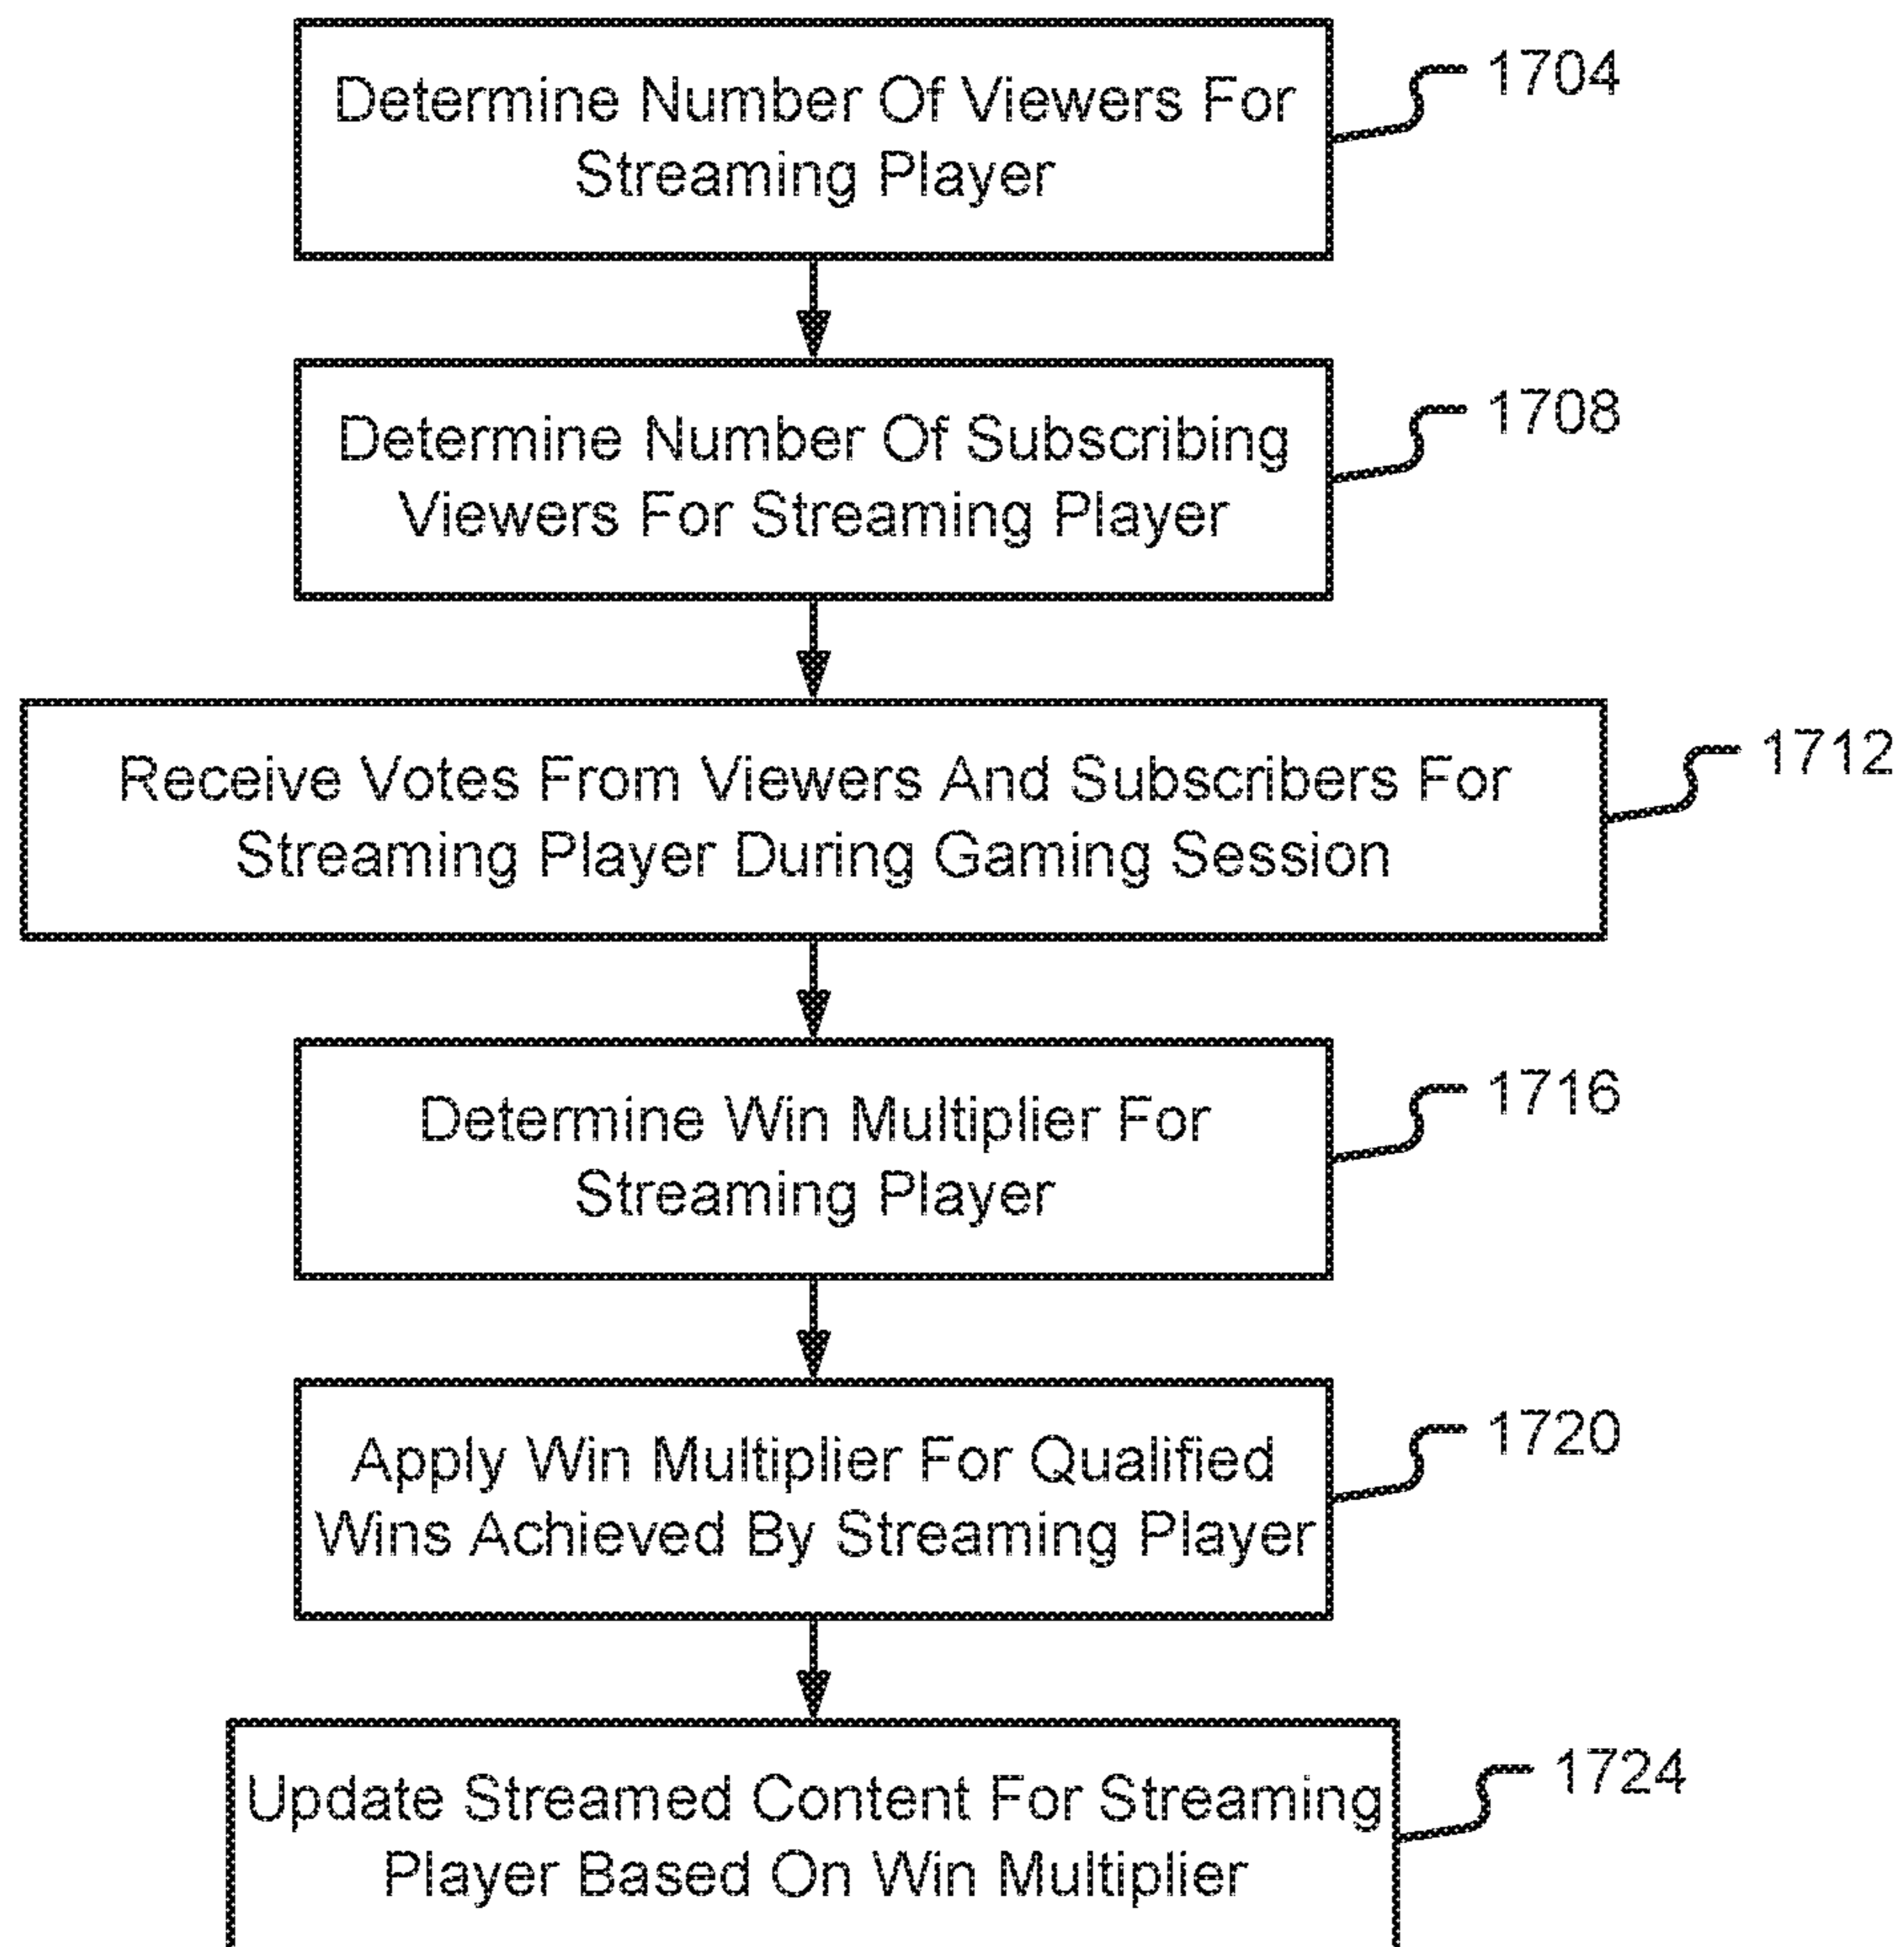 Determine Number Of Viewers For
Streaming Player
1704
Determine Number Of Subscribing
Viewers For Streaming Player
1708
Receive Votes From Viewers And Subscribers For
Streaming Player During Gaming Session
1712
Determine Win Multiplier For
Streaming Player
1716
Apply Win Multiplier For Qualified
Wins Achieved By Streaming Player
1720
Update Streamed Content For Streaming
Player Based On Win Multiplier
1724